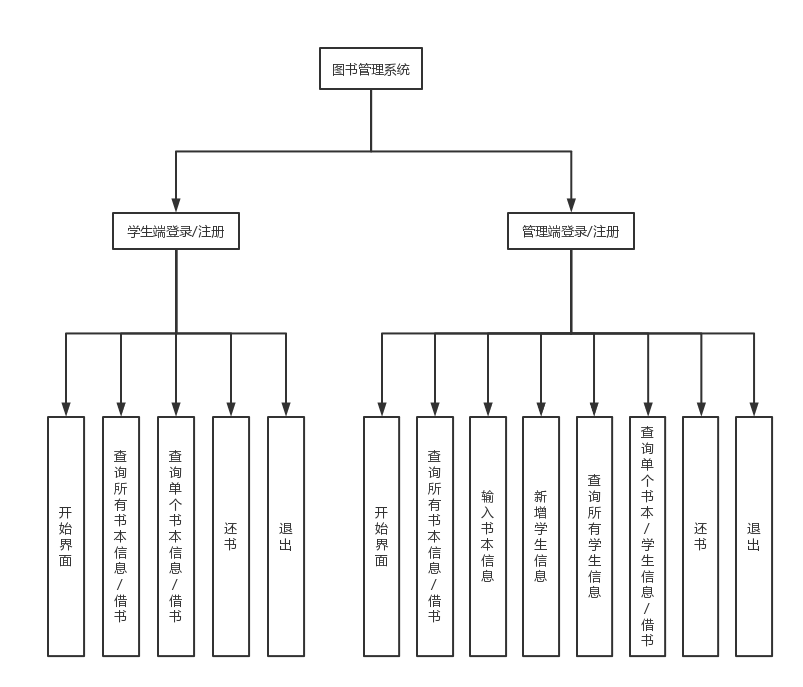 图书管理系统
学生端登录/注册
管理端登录/注册
开始界面
查询所有书本信息/借书
查询单个书本信息/借书
还书
退出
开始界面
查询所有书本信息/借书
输入书本信息
新增学生信息
查询所有学生信息
查询单个书本/学生信息/借书
还书
退出